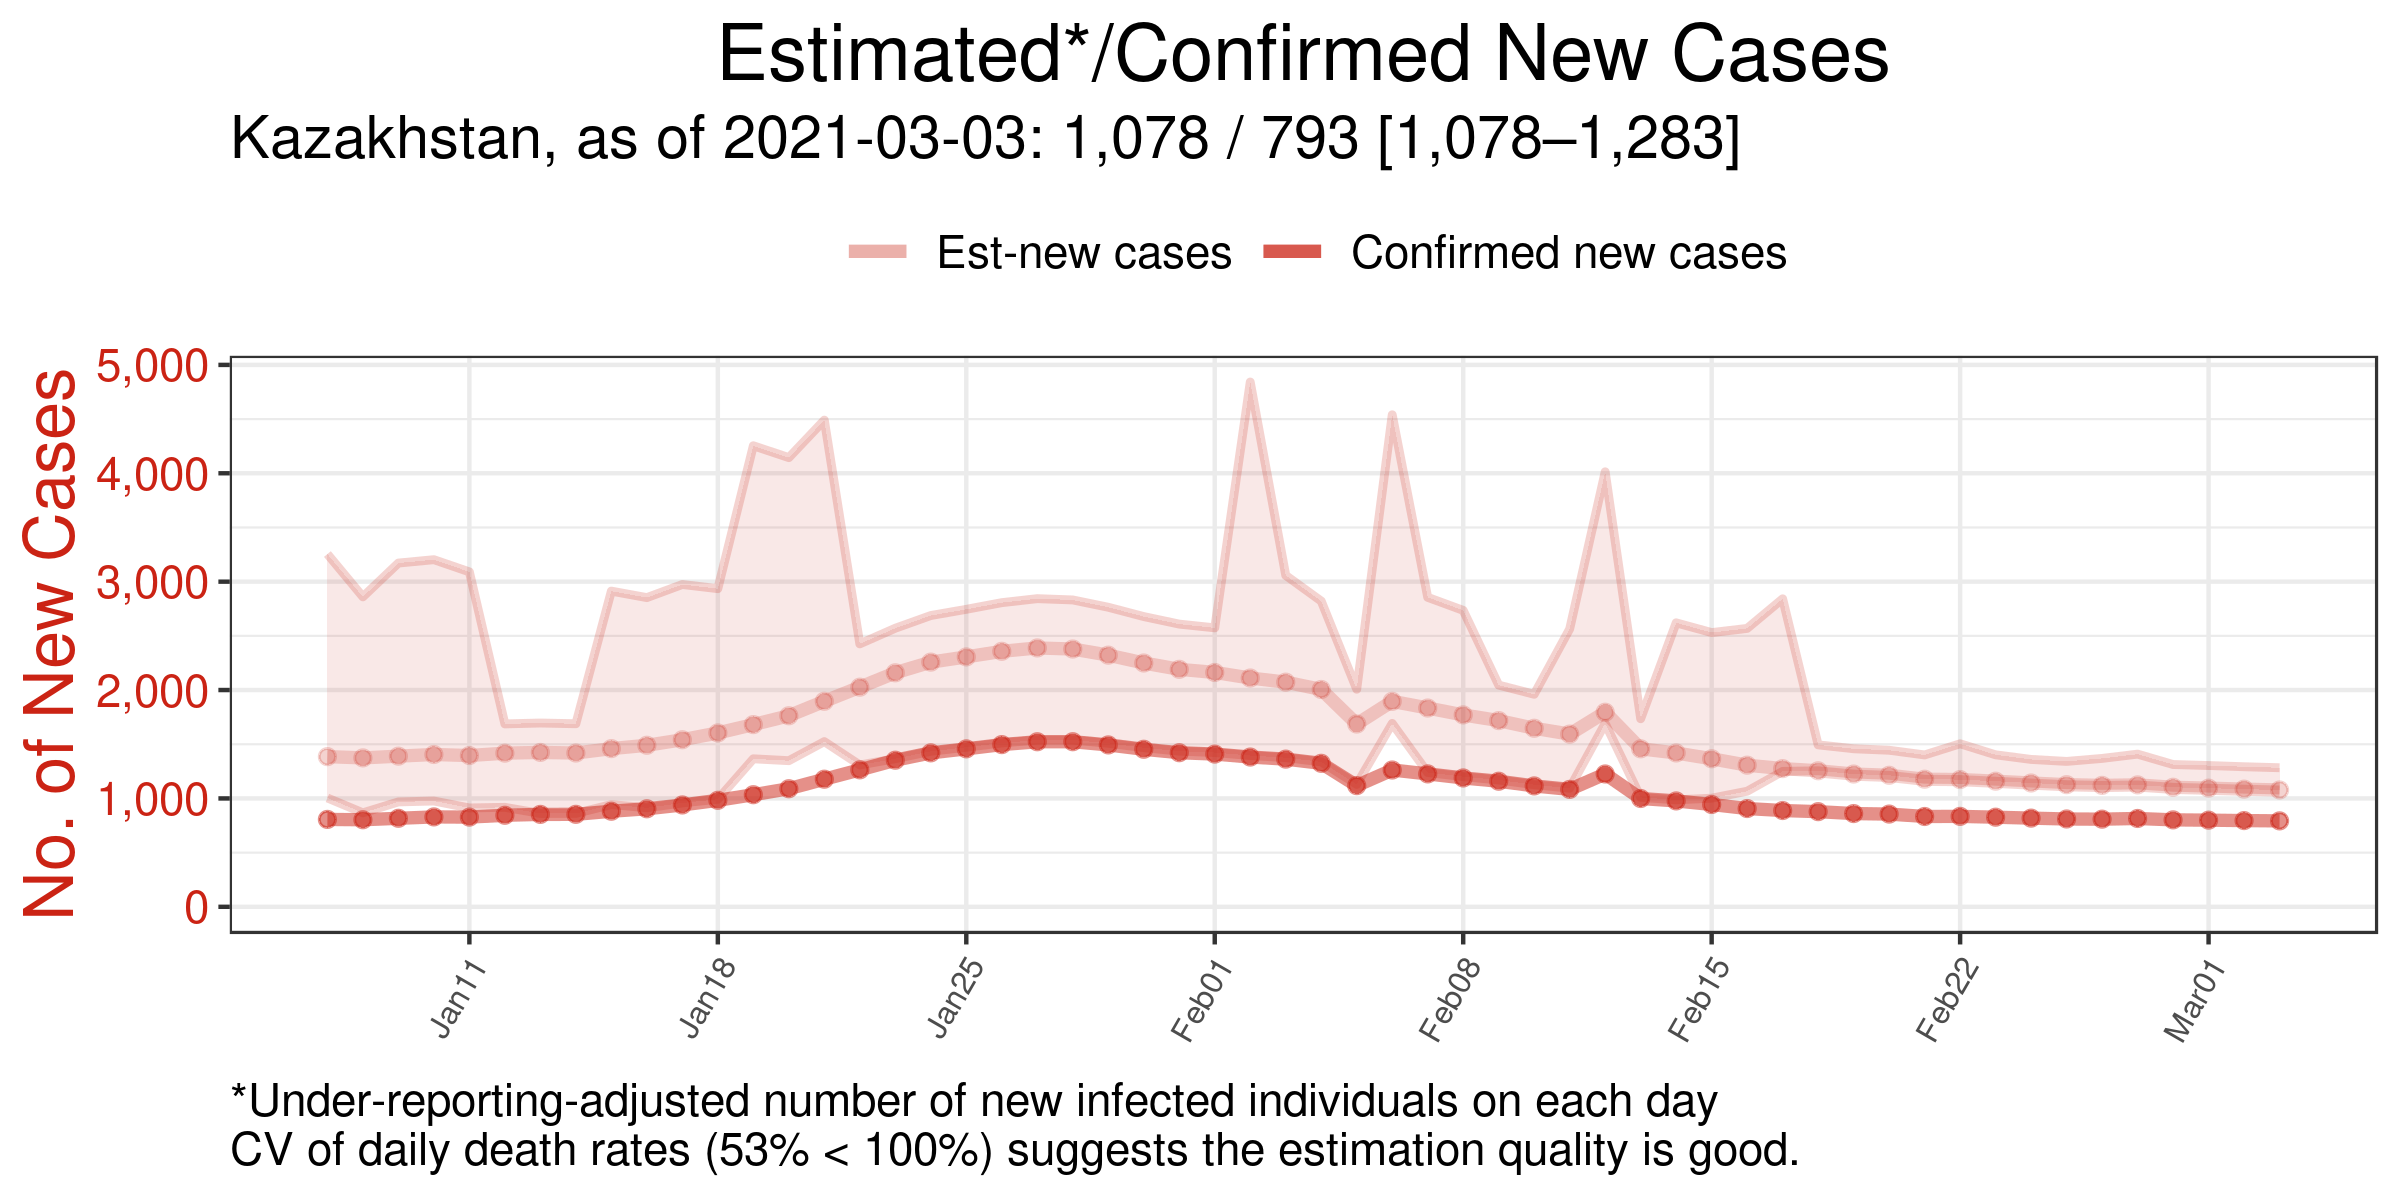 Estimated*/Confirmed New Cases
Kazakhstan, as of 2021-03-03: 1,078 / 793 [1,078–1,283]
Est-new cases
Confirmed new cases
No. of New Cases
5,000
4,000
3,000
2,000
1,000
0
Jan11
Jan18
Jan25
Feb01
Feb08
Feb15
Feb22
Mar01
*Under-reporting-adjusted number of new infected individuals on each day
CV of daily death rates (53% < 100%) suggests the estimation quality is good.